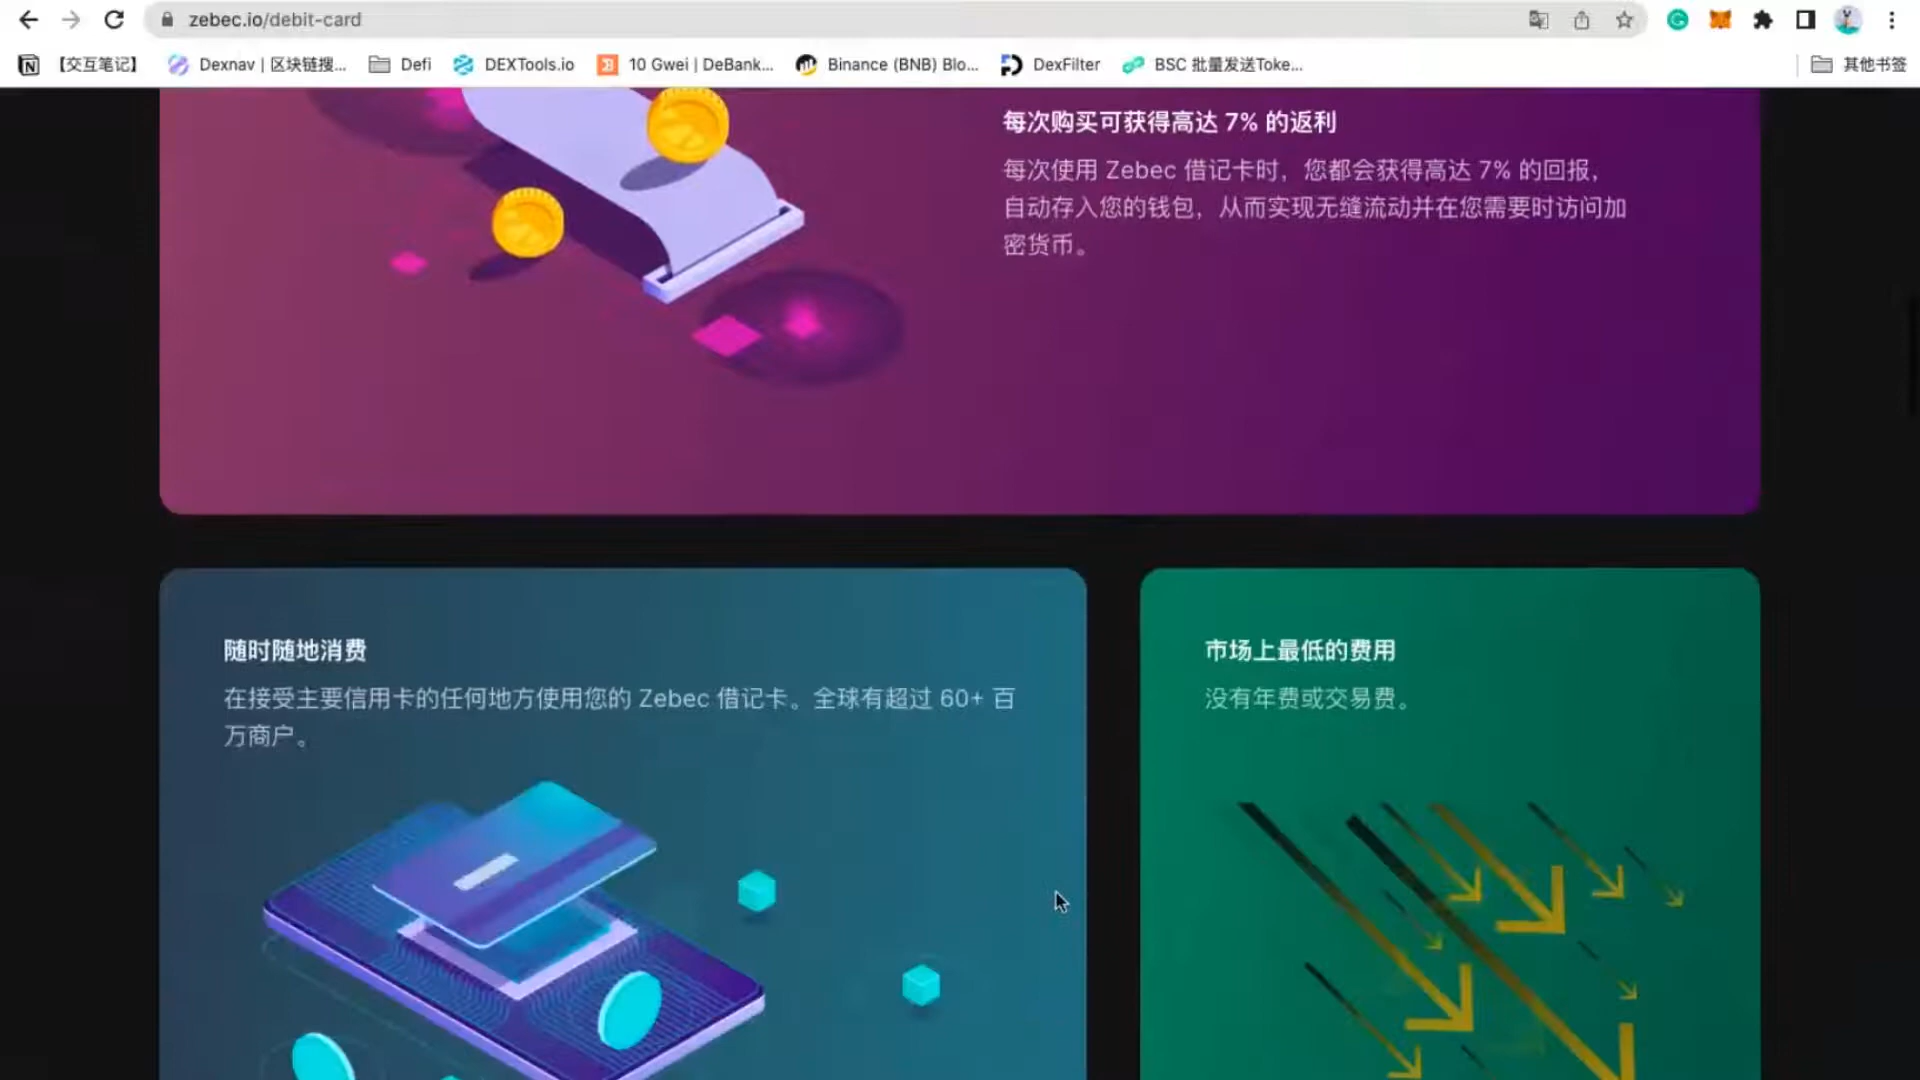 zebec.io/debit-card
【交互笔记】
Dexnav | 区块链搜...
Defi
DEXTools.io
10 Gwei | DeBank...
Binance (BNB) Blo...
DexFilter
BSC 批量发送Toke...
其他书签
每次购买可获得高达 7% 的返利
每次使用 Zebec 借记卡时，您都会获得高达 7% 的回报，
自动存入您的钱包，从而实现无缝流动并在您需要时访问加
密货币。
随时随地消费
在接受主要信用卡的任何地方使用您的 Zebec 借记卡。全球有超过 60+ 百
万商户。
市场上最低的费用
没有年费或交易费。